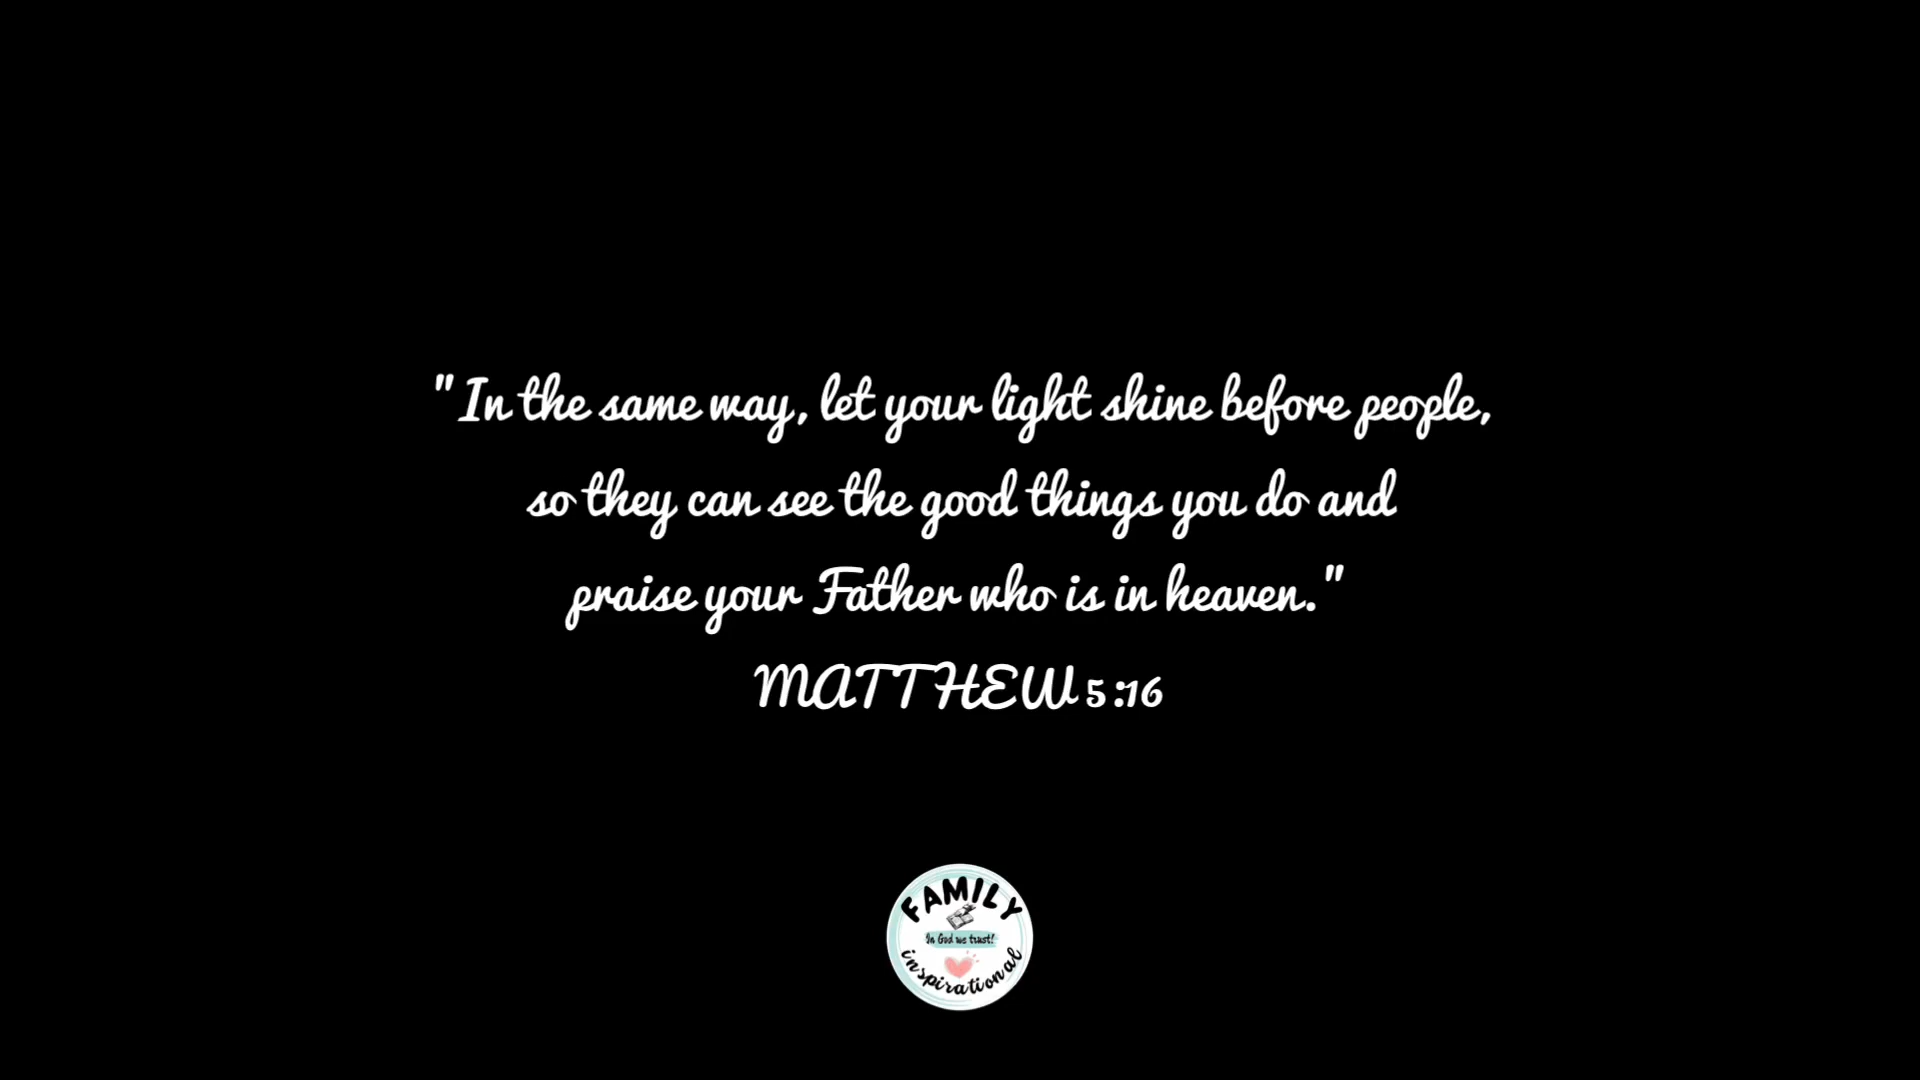 "In the same way, let your light shine before people,
so they can see the good things you do and
praise your Father who is in heaven."
MATTHEW 5:16
FAMILY
In God we trust!
inspirational